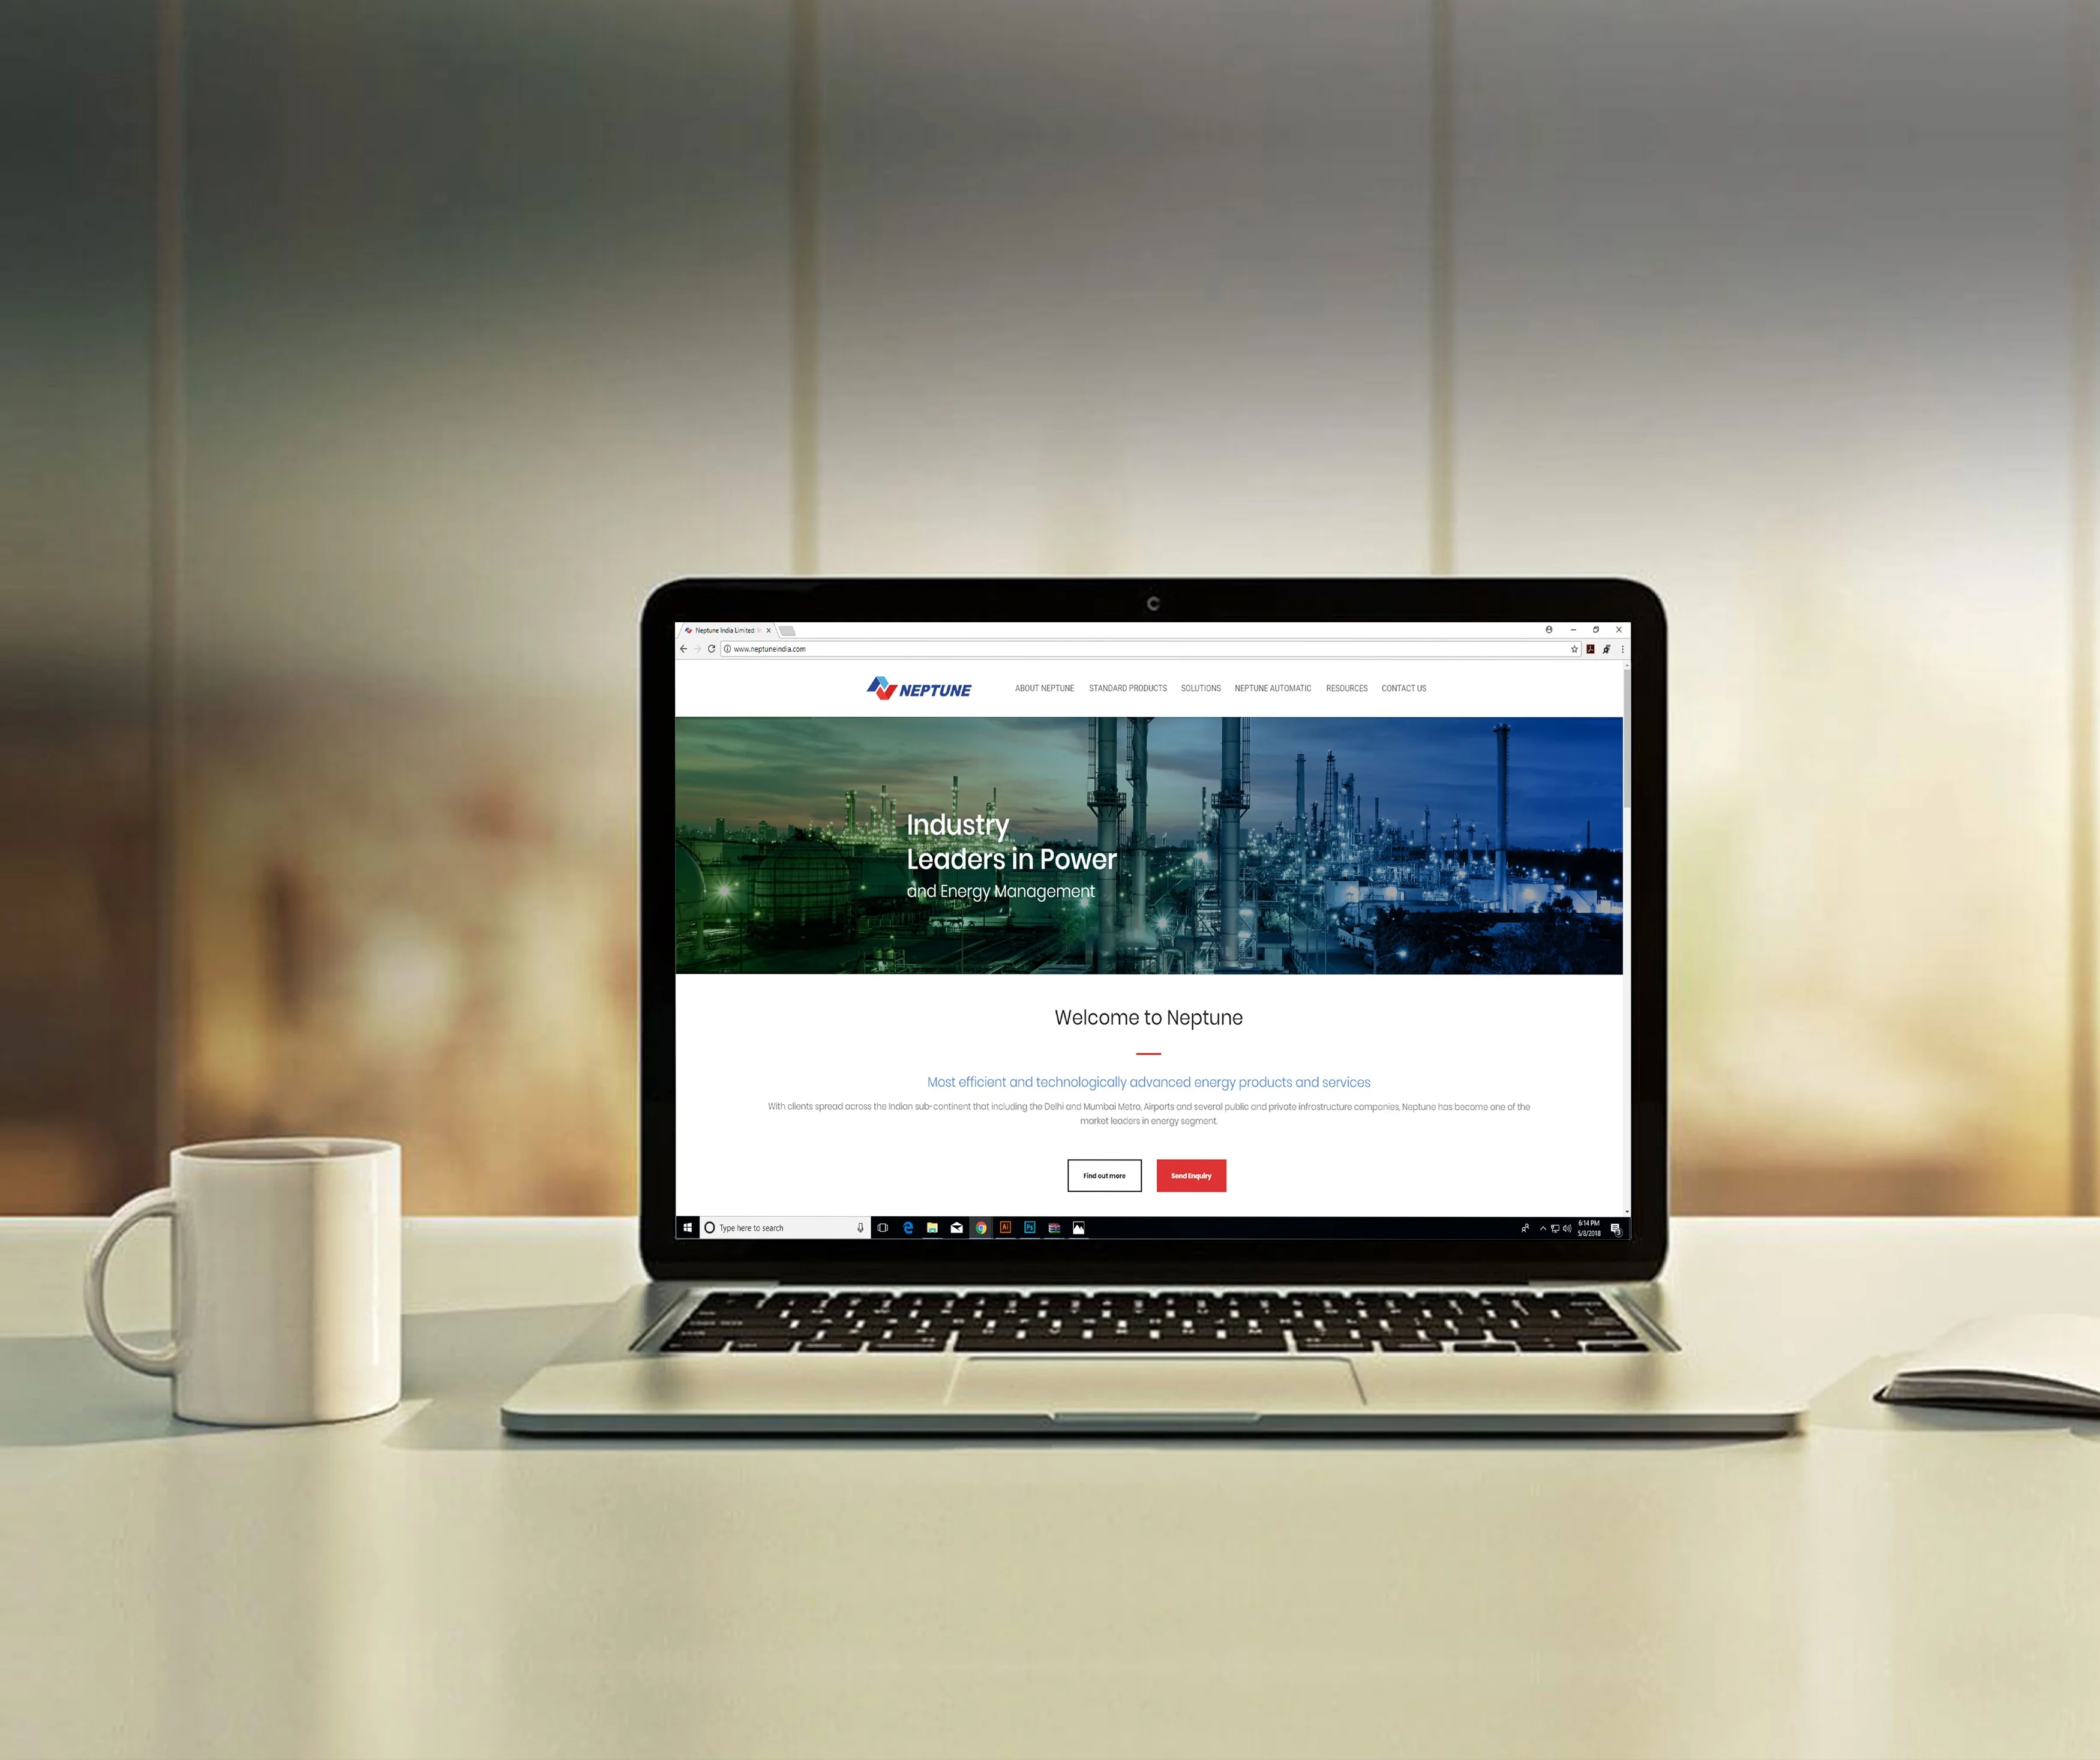 Neptune India Limited: I
www.neptuneindia.com
NEPTUNE
ABOUT NEPTUNE STANDARD PRODUCTS SOLUTIONS NEPTUNE AUTOMATIC RESOURCES CONTACT US
Industry
Leaders in Power
and Energy Management
Welcome to Neptune
Most efficient and technologically advanced energy products and services
With clients spread across the Indian sub-continent that including the Delhi and Mumbai Metro, Airports and several public and private infrastructure companies, Neptune has become one of the
market leaders in energy segment.
Find out more Send Enquiry
Type here to search
Ai
Ps
6:14 PM
5/8/2018
3